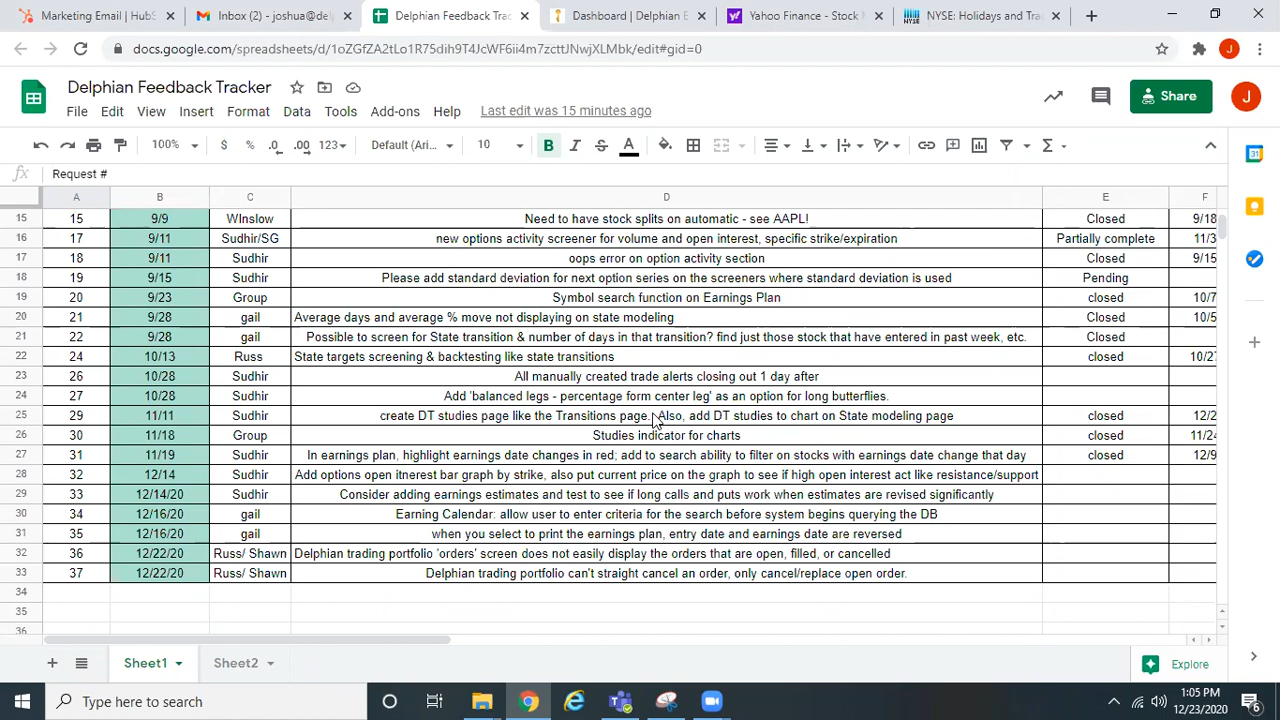 Marketing Email | HubS
Inbox (2) - joshua@del
Delphian Feedback Trac
Dashboard | Delphian E
Yahoo Finance - Stock M
NYSE: Holidays and Tra
docs.google.com/spreadsheets/d/1oZGfZA2tLo1R75dih9T4JcWF6ii4m7zcttJNwjXLMbk/edit#gid=0
J
Delphian Feedback Tracker
File Edit View Insert Format Data Tools Add-ons Help Last edit was 15 minutes ago
Share
J
100% $ % .0 .00 123 Default (Ari... 10 B I S A
fx Request #
A B C D E F
15 15 9/9 WInslow Need to have stock splits on automatic - see AAPL! Closed 9/18
16 17 9/11 Sudhir/SG new options activity screener for volume and open interest, specific strike/expiration Partially complete 11/3
17 18 9/11 Sudhir oops error on option activity section Closed 9/15
18 19 9/15 Sudhir Please add standard deviation for next option series on the screeners where standard deviation is used Pending
19 20 9/23 Group Symbol search function on Earnings Plan closed 10/7
20 21 9/28 gail Average days and average % move not displaying on state modeling Closed 10/5
21 22 9/28 gail Possible to screen for State transition & number of days in that transition? find just those stock that have entered in past week, etc. Closed
22 24 10/13 Russ State targets screening & backtesting like state transitions closed 10/27
23 26 10/28 Sudhir All manually created trade alerts closing out 1 day after
24 27 10/28 Sudhir Add 'balanced legs - percentage form center leg' as an option for long butterflies.
25 29 11/11 Sudhir create DT studies page like the Transitions page. Also, add DT studies to chart on State modeling page closed 12/2
26 30 11/18 Group Studies indicator for charts closed 11/24
27 31 11/19 Sudhir In earnings plan, highlight earnings date changes in red; add to search ability to filter on stocks with earnings date change that day closed 12/9
28 32 12/14 Sudhir Add options open itnerest bar graph by strike, also put current price on the graph to see if high open interest act like resistance/support
29 33 12/14/20 Sudhir Consider adding earnings estimates and test to see if long calls and puts work when estimates are revised significantly
30 34 12/16/20 gail Earning Calendar: allow user to enter criteria for the search before system begins querying the DB
31 35 12/16/20 gail when you select to print the earnings plan, entry date and earnings date are reversed
32 36 12/22/20 Russ/ Shawn Delphian trading portfolio 'orders' screen does not easily display the orders that are open, filled, or cancelled
33 37 12/22/20 Russ/ Shawn Delphian trading portfolio can't straight cancel an order, only cancel/replace open order.
34
35
36
Sheet1 Sheet2 Explore
Type here to search
1:05 PM
12/23/2020
6